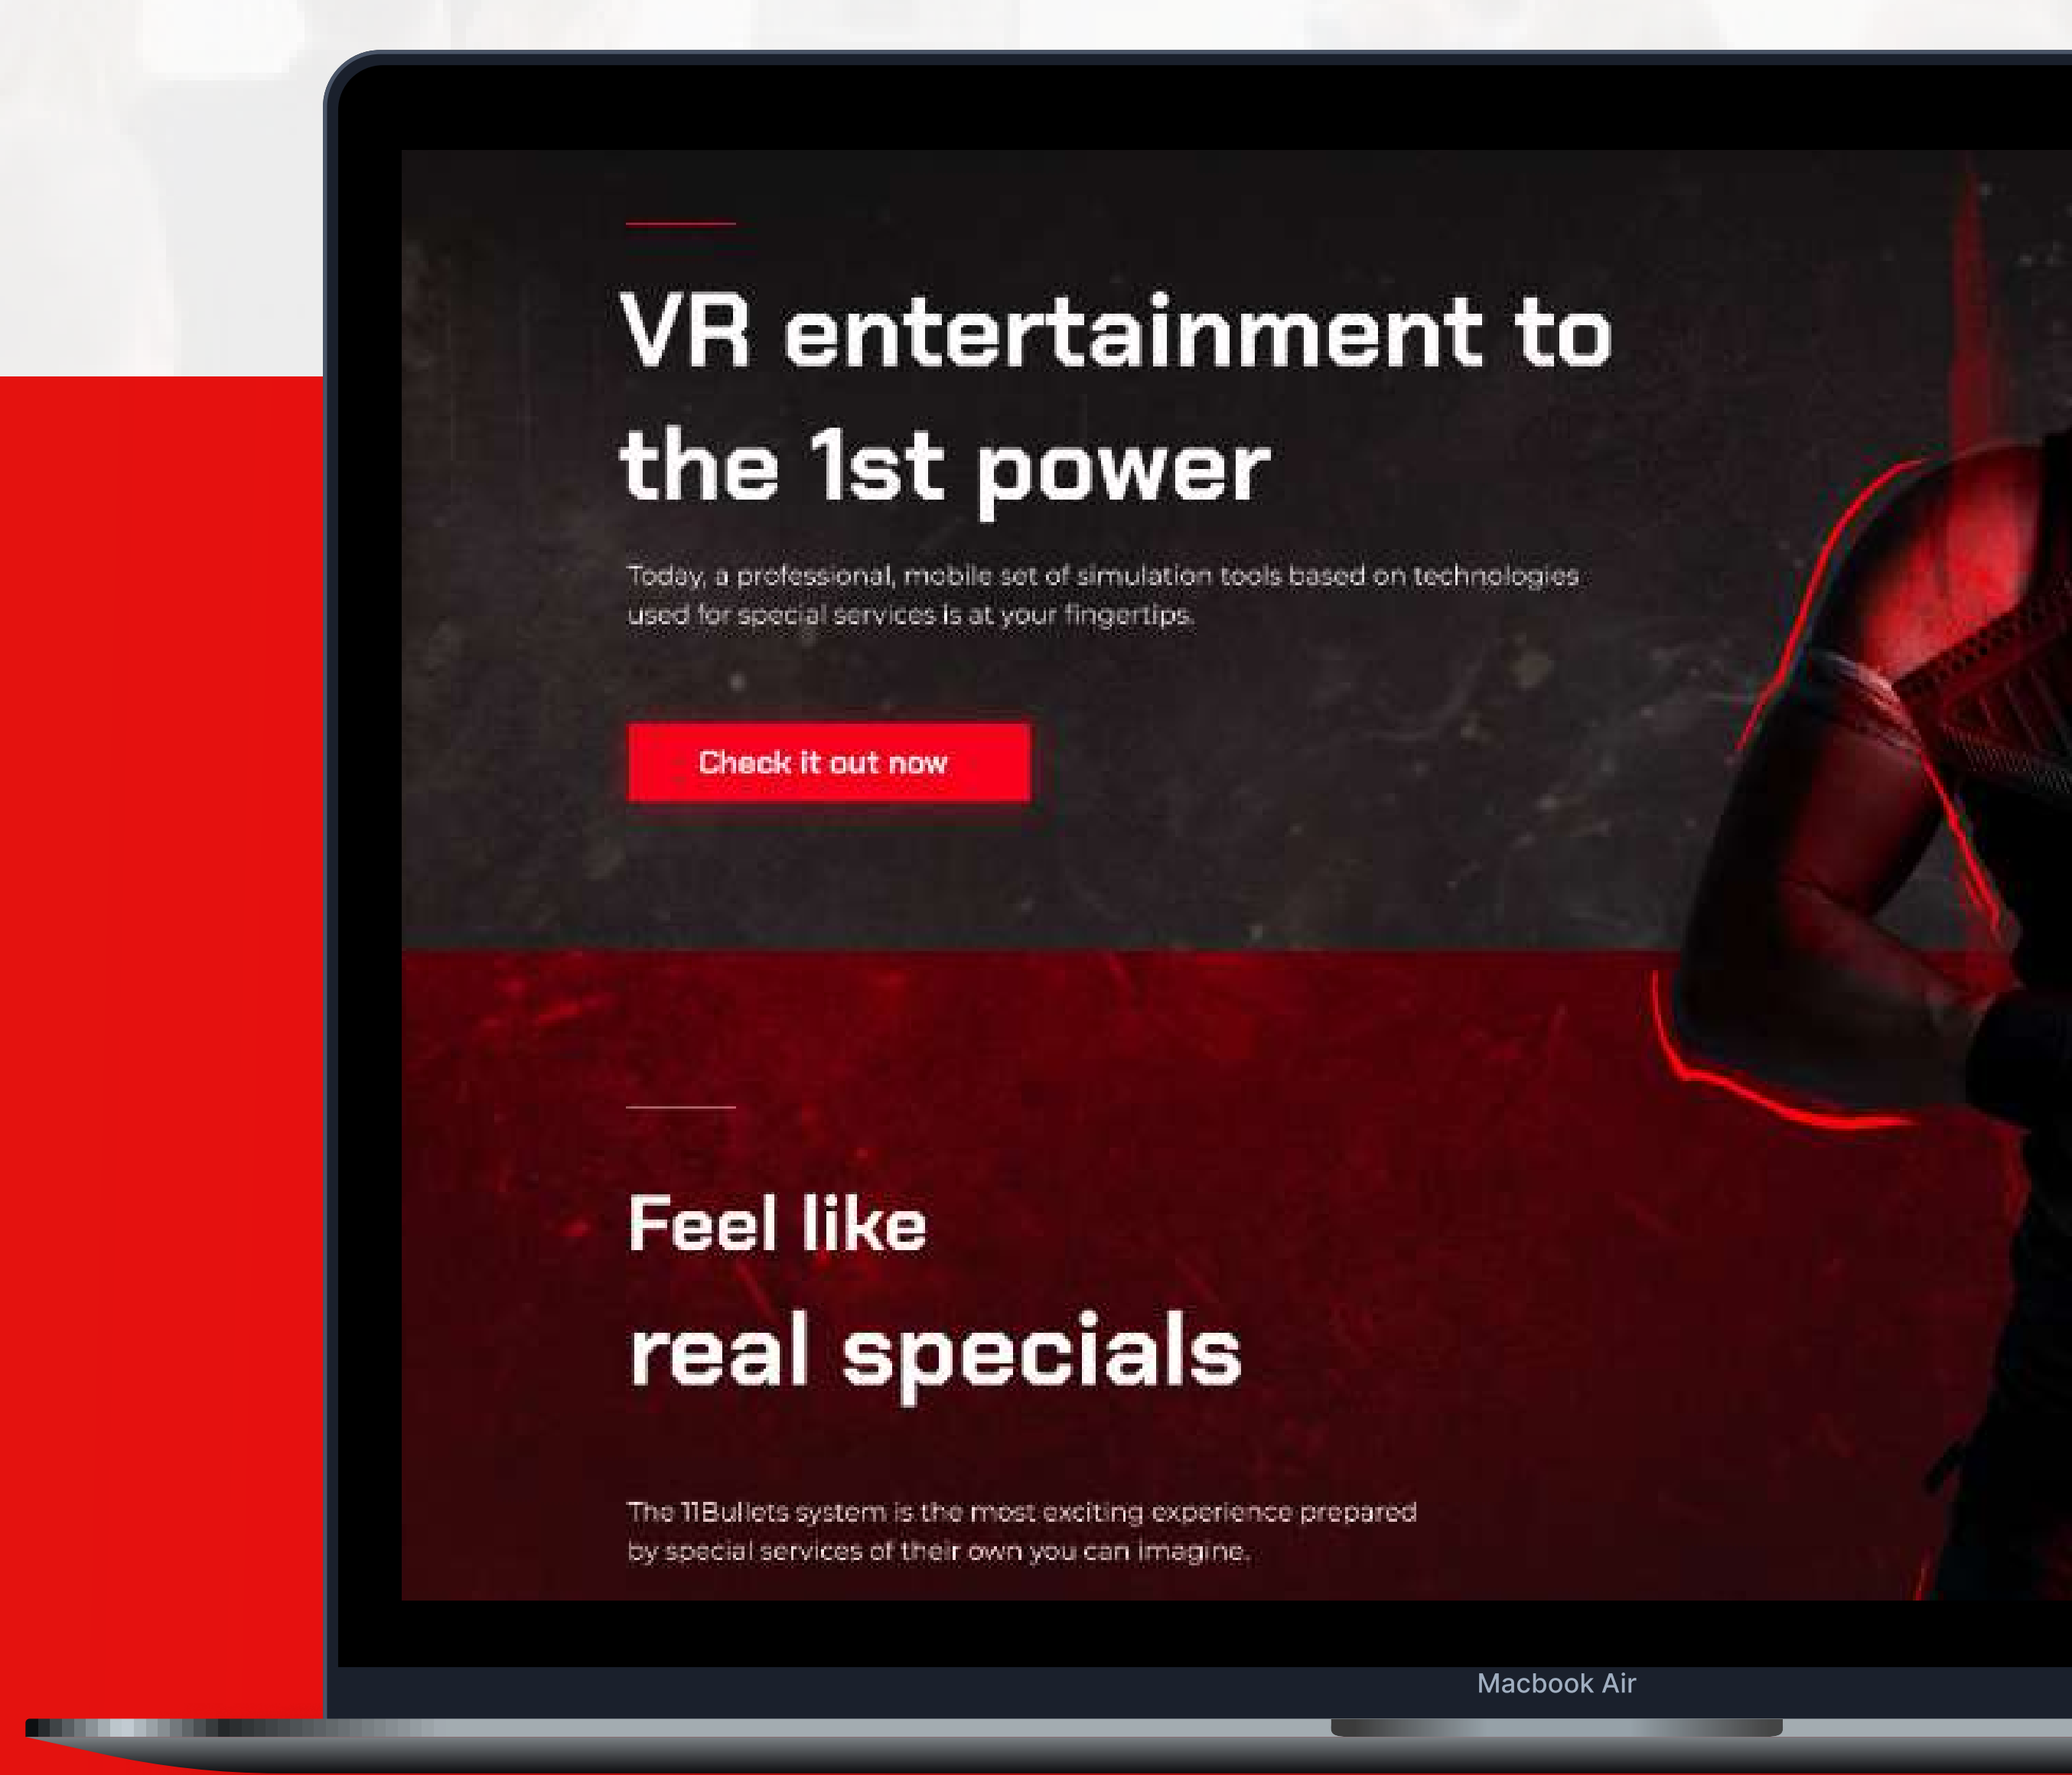 VR entertainment to
the 1st power
Today, a professional, mobile set of simulation tools based on technologies
used for special services is at your fingertips.
Check it out now
Feel like
real specials
The 11Bullets system is the most exciting experience prepared
by special services of their own you can imagine.
Macbook Air